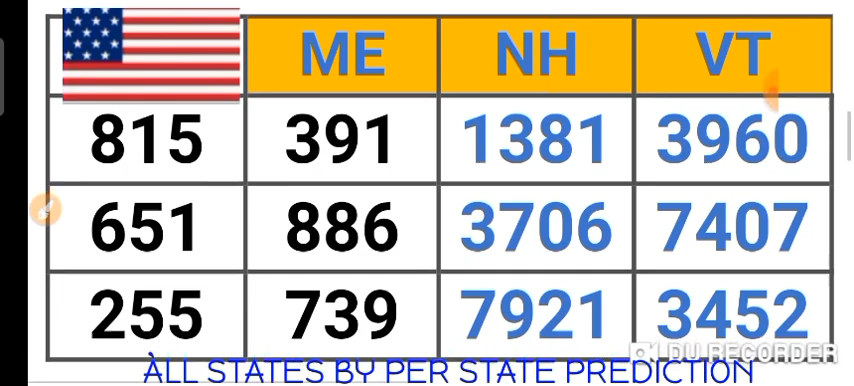 ME NH VT
815 391 1381 3960
651 886 3706 7407
255 739 7921 3452
DU RECORDER
ÀLL STATES BY PER STATE PREDICTION